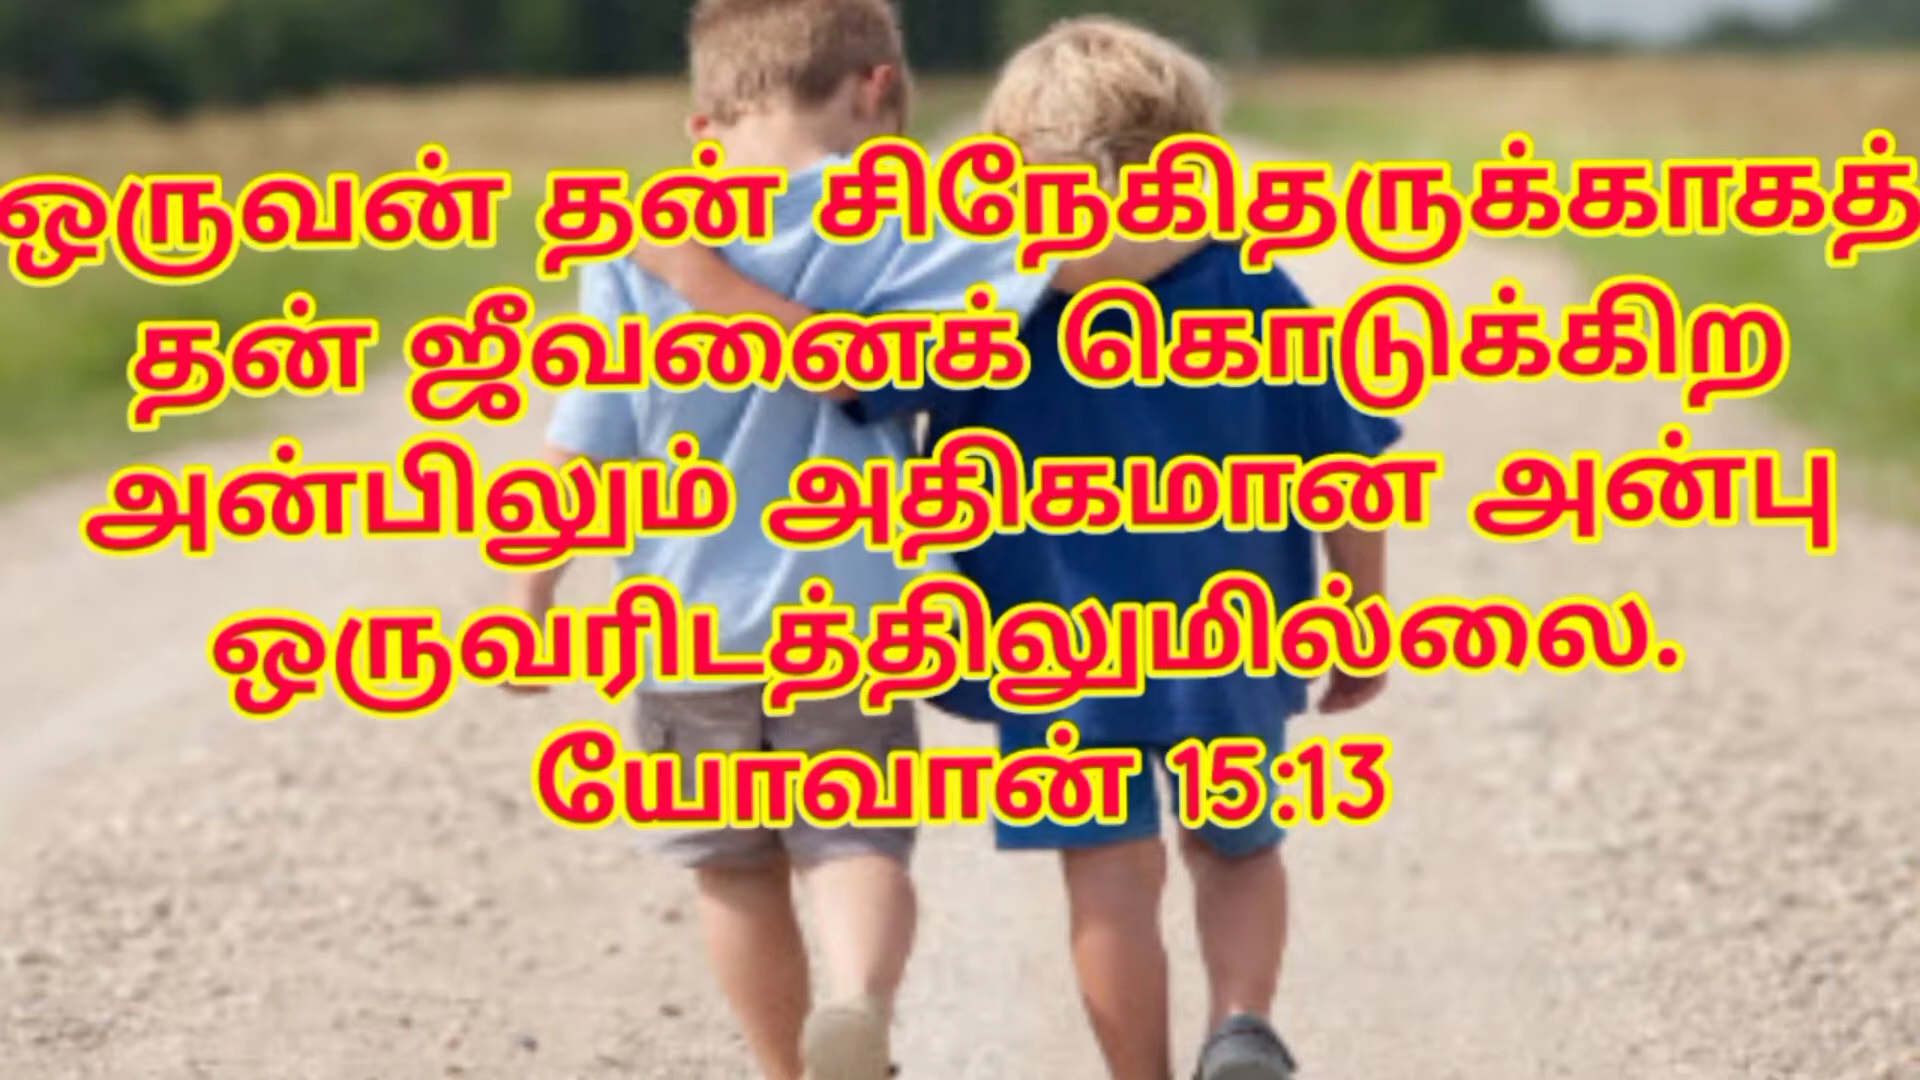 ஒருவன் தன் சிநேகிதருக்காகத்
தன் ஜீவனைக் கொடுக்கிற
அன்பிலும் அதிகமான அன்பு
ஒருவரிடத்திலுமில்லை.
யோவான் 15:13